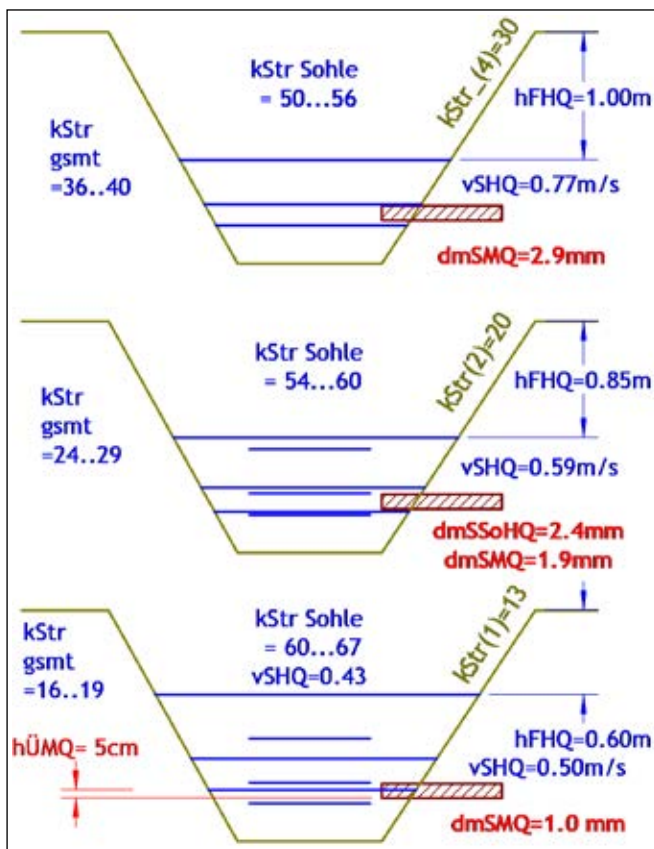 kStr Sohle
= 50...56
kStr_(4)=30
hFHQ=1.00m
kStr
gsmt
=36..40
vSHQ=0.77m/s
dmSMQ=2.9mm
kStr Sohle
= 54...60
kStr(2)=20
hFHQ=0.85m
kStr
gsmt
=24..29
vSHQ=0.59m/s
dmSSoHQ=2.4mm
dmSMQ=1.9mm
kStr Sohle
= 60...67
vSHQ=0.43
kStr(1)=13
kStr
gsmt
=16..19
hÜMQ= 5cm
hFHQ=0.60m
vSHQ=0.50m/s
dmSMQ=1.0 mm